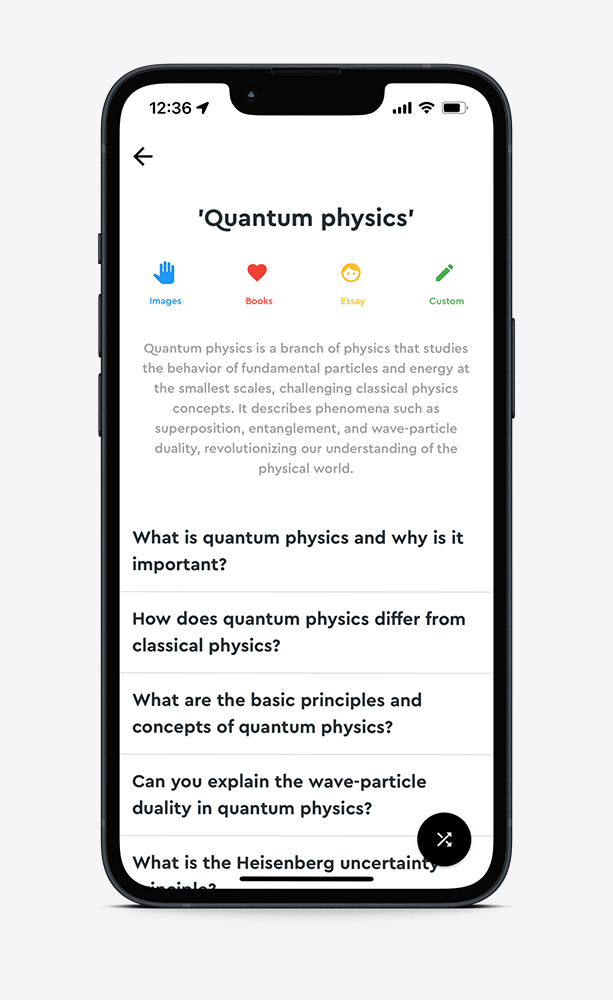 12:36
'Quantum physics'
Images
Books
Essay
Custom
Quantum physics is a branch of physics that studies
the behavior of fundamental particles and energy at
the smallest scales, challenging classical physics
concepts. It describes phenomena such as
superposition, entanglement, and wave-particle
duality, revolutionizing our understanding of the
physical world.
What is quantum physics and why is it
important?
How does quantum physics differ from
classical physics?
What are the basic principles and
concepts of quantum physics?
Can you explain the wave-particle
duality in quantum physics?
What is the Heisenberg uncertainty
principle?